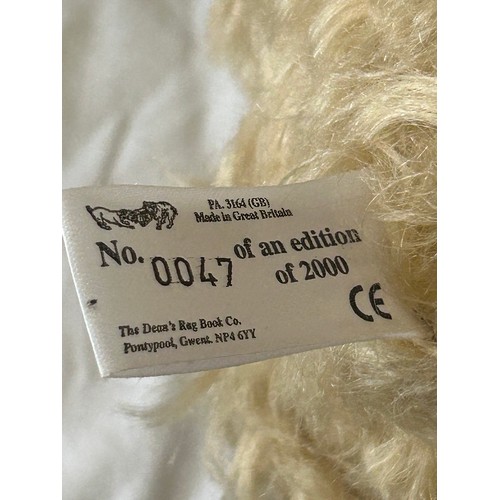 PA. 3164 (GB)
Made in Great Britain
No. 0047 of an edition
of 2000
CE
The Dean's Rag Book Co.
Pontypool, Gwent. NP4 6YY